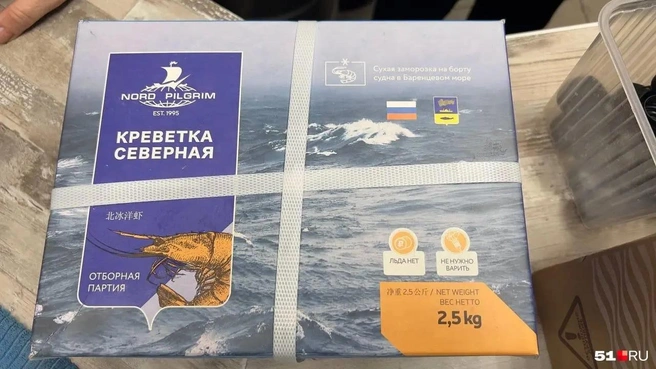 NORD PILGRIM
EST. 1995
КРЕВЕТКА
СЕВЕРНАЯ
北冰洋虾
ОТБОРНАЯ
ПАРТИЯ
Сухая заморозка на борту
судна в Баренцевом море
ЛЬДА НЕТ
НЕ НУЖНО
ВАРИТЬ
净重 2,5 公斤 / NET WEIGHT
ВЕС НЕТТО
2,5 kg
51 RU